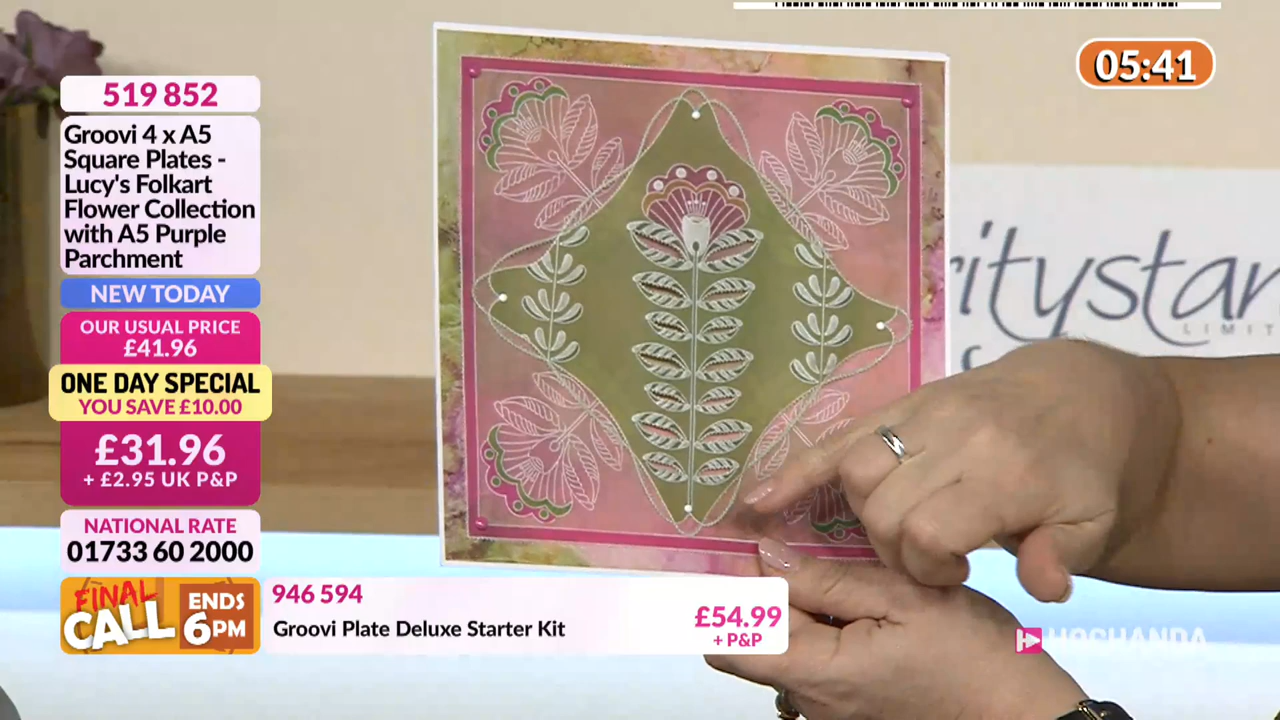 05:41
519 852
Groovi 4 x A5
Square Plates -
Lucy's Folkart
Flower Collection
with A5 Purple
Parchment
NEW TODAY
OUR USUAL PRICE
£41.96
ONE DAY SPECIAL
YOU SAVE £10.00
£31.96
+ £2.95 UK P&P
NATIONAL RATE
01733 60 2000
FINAL
CALL
ENDS
6PM
946 594
Groovi Plate Deluxe Starter Kit
£54.99
+ P&P
HOCHANDA